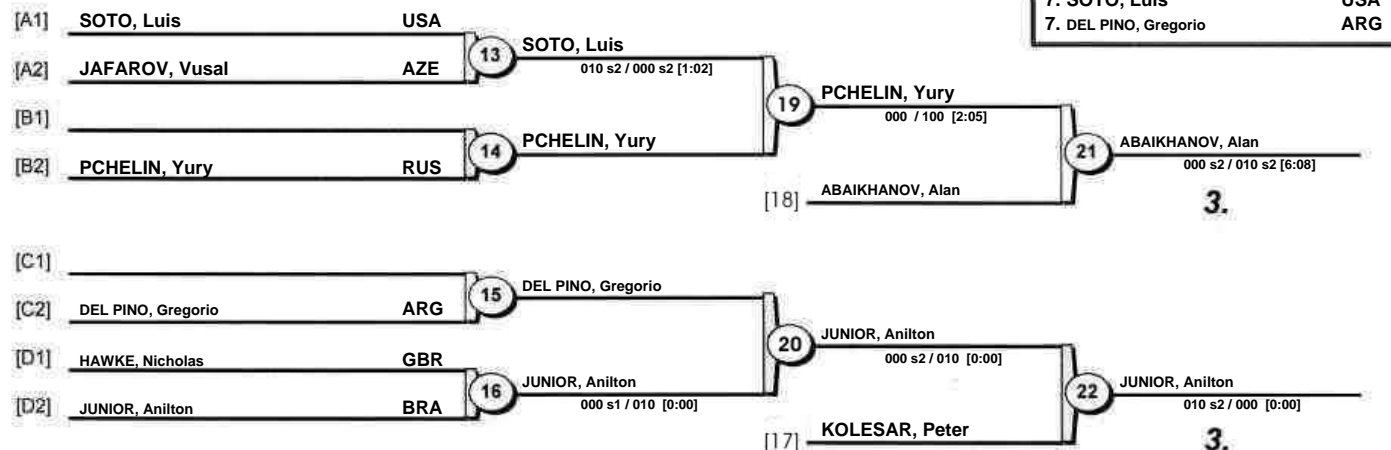 7. SOTO, Luis USA
7. DEL PINO, Gregorio ARG
[A1] SOTO, Luis USA
[A2] JAFAROV, Vusal AZE
13 SOTO, Luis
010 s2 / 000 s2 [1:02]
[B1]
[B2] PCHELIN, Yury RUS
14 PCHELIN, Yury
19 PCHELIN, Yury
000 / 100 [2:05]
[18] ABAIKHANOV, Alan
21 ABAIKHANOV, Alan
000 s2 / 010 s2 [6:08]
3.
[C1]
[C2] DEL PINO, Gregorio ARG
15 DEL PINO, Gregorio
[D1] HAWKE, Nicholas GBR
[D2] JUNIOR, Anilton BRA
16 JUNIOR, Anilton
000 s1 / 010 [0:00]
20 JUNIOR, Anilton
000 s2 / 010 [0:00]
[17] KOLESAR, Peter
22 JUNIOR, Anilton
010 s2 / 000 [0:00]
3.